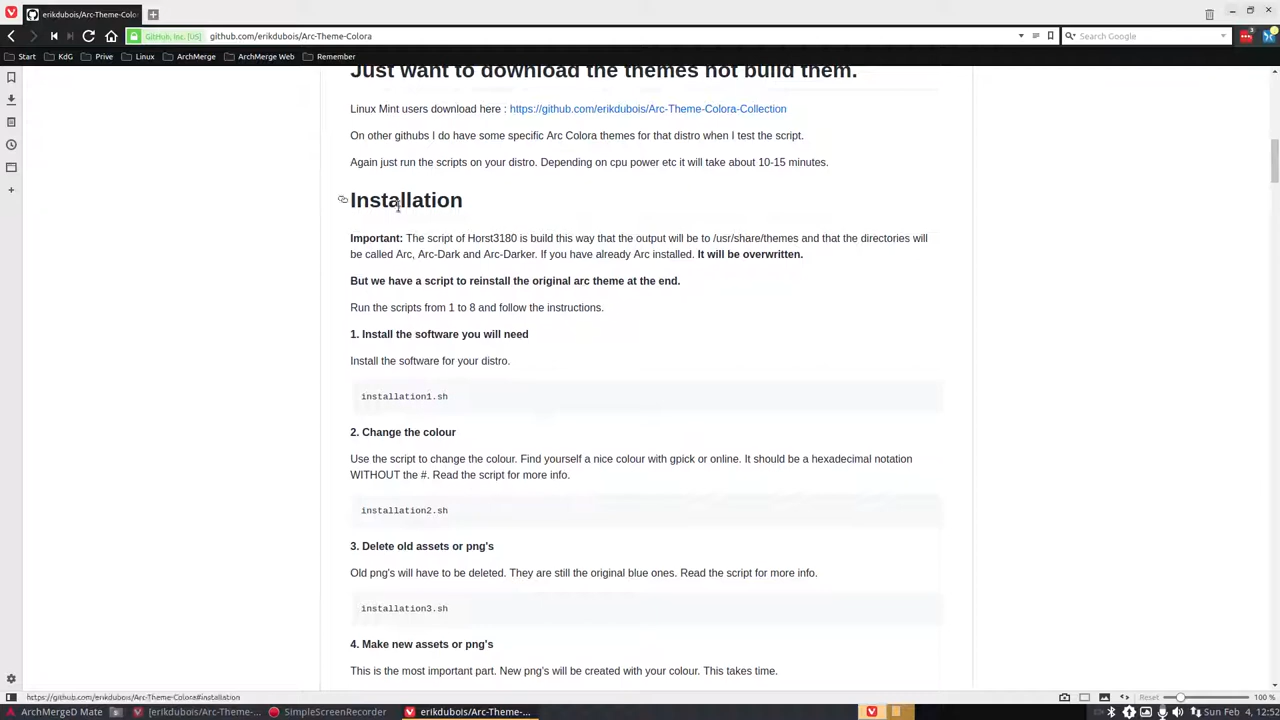 erikdubois/Arc-Theme-Color
GitHub, Inc. [US]
github.com/erikdubois/Arc-Theme-Colora
Search Google
3
Start
KdG
Prive
Linux
ArchMerge
ArchMerge Web
Remember
Just want to download the themes not build them.
Linux Mint users download here : https://github.com/erikdubois/Arc-Theme-Colora-Collection
On other githubs I do have some specific Arc Colora themes for that distro when I test the script.
Again just run the scripts on your distro. Depending on cpu power etc it will take about 10-15 minutes.
Installation
Important: The script of Horst3180 is build this way that the output will be to /usr/share/themes and that the directories will
be called Arc, Arc-Dark and Arc-Darker. If you have already Arc installed. It will be overwritten.
But we have a script to reinstall the original arc theme at the end.
Run the scripts from 1 to 8 and follow the instructions.
1. Install the software you will need
Install the software for your distro.
installation1.sh
2. Change the colour
Use the script to change the colour. Find yourself a nice colour with gpick or online. It should be a hexadecimal notation
WITHOUT the #. Read the script for more info.
installation2.sh
3. Delete old assets or png's
Old png's will have to be deleted. They are still the original blue ones. Read the script for more info.
installation3.sh
4. Make new assets or png's
This is the most important part. New png's will be created with your colour. This takes time.
https://github.com/erikdubois/Arc-Theme-Colora#installation
Reset
100 %
ArchMergeD Mate
[erikdubois/Arc-Theme-...
SimpleScreenRecorder
erikdubois/Arc-Theme-...
Sun Feb 4, 12:52